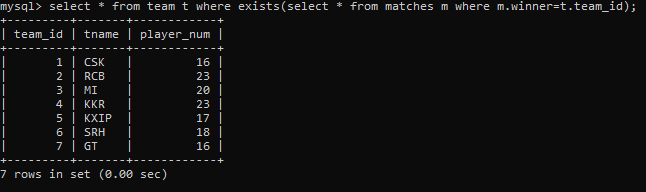 mysql> select * from team t where exists(select * from matches m where m.winner=t.team_id);
+---------+-------+------------+
| team_id | tname | player_num |
+---------+-------+------------+
|       1 | CSK   |         16 |
|       2 | RCB   |         23 |
|       3 | MI    |         20 |
|       4 | KKR   |         23 |
|       5 | KXIP  |         17 |
|       6 | SRH   |         18 |
|       7 | GT    |         16 |
+---------+-------+------------+
7 rows in set (0.00 sec)